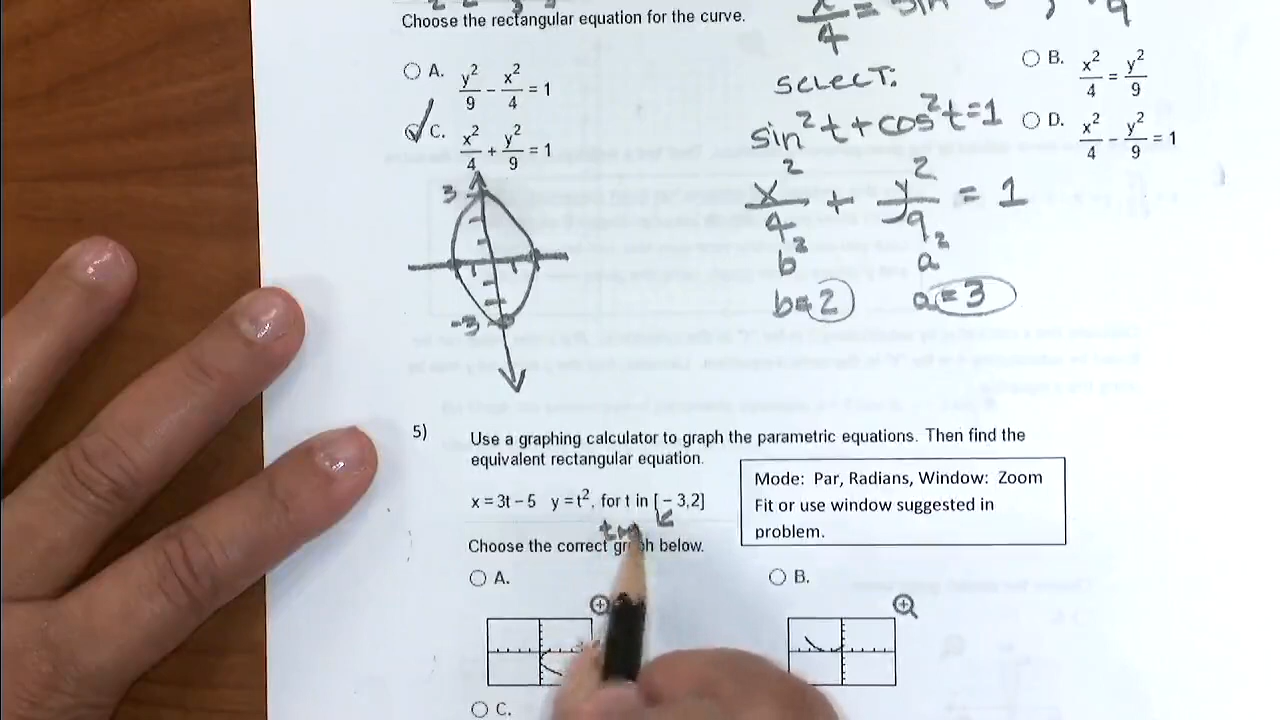 Choose the rectangular equation for the curve.
x/4 = sin
A. y²/9 − x²/4 = 1
B. x²/4 = y²/9
C. x²/4 + y²/9 = 1
D. x²/4 − y²/9 = 1
SELECT:
sin²t + cos²t = 1
x²/4 + y²/9 = 1
b² a²
b = 2 a = 3
3
-3
5) Use a graphing calculator to graph the parametric equations. Then find the
equivalent rectangular equation.
x = 3t − 5 y = t², for t in [− 3,2]
Mode: Par, Radians, Window: Zoom
Fit or use window suggested in
problem.
Choose the correct graph below.
A.
B.
C.